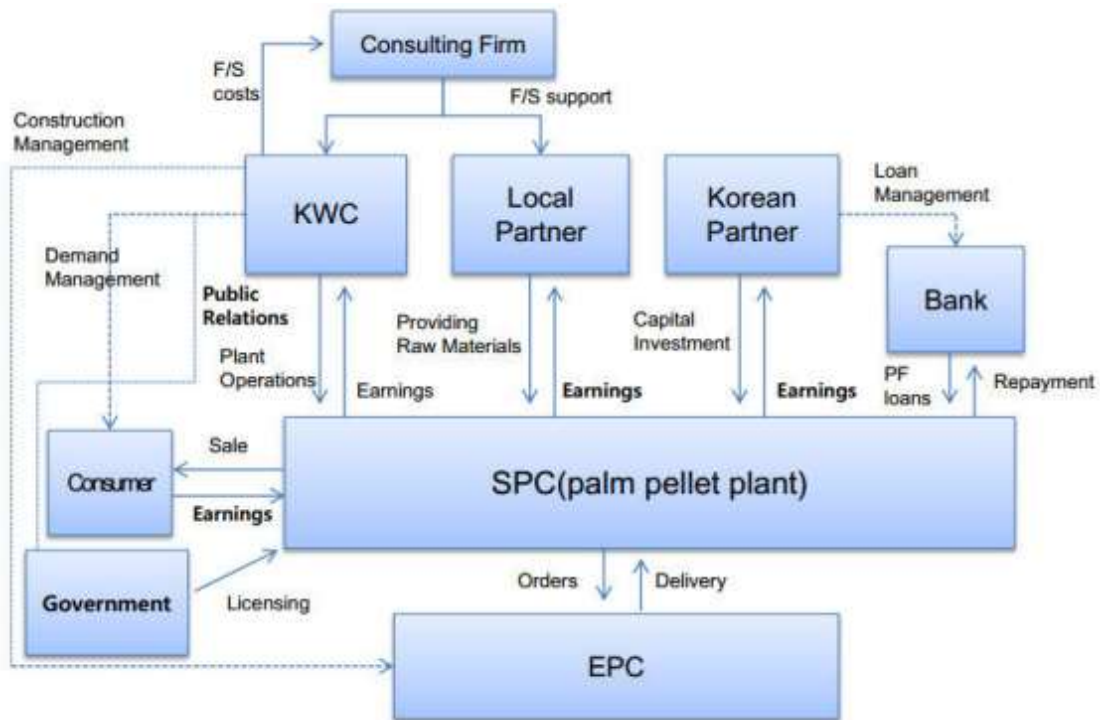 Consulting Firm
F/S
costs
F/S support
Construction
Management
KWC
Local
Partner
Korean
Partner
Loan
Management
Demand
Management
Public
Relations
Bank
Plant
Operations
Earnings
Providing
Raw Materials
Earnings
Capital
Investment
Earnings
PF
loans
Repayment
Consumer
Sale
Earnings
SPC(palm pellet plant)
Government
Licensing
Orders
Delivery
EPC